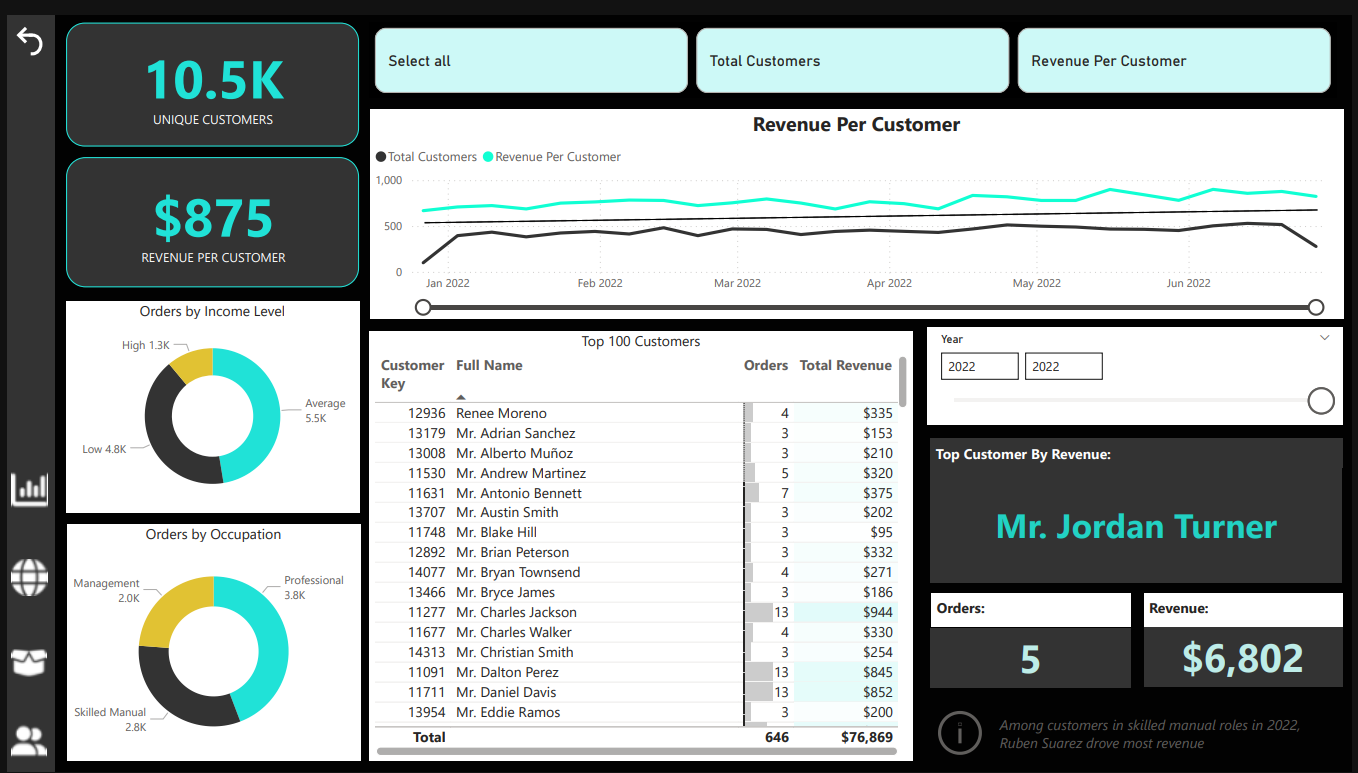 10.5K
UNIQUE CUSTOMERS
$875
REVENUE PER CUSTOMER
Select all
Total Customers
Revenue Per Customer
Revenue Per Customer
Total Customers Revenue Per Customer
1,000
500
0
Jan 2022 Feb 2022 Mar 2022 Apr 2022 May 2022 Jun 2022
Orders by Income Level
High 1.3K
Average
5.5K
Low 4.8K
Orders by Occupation
Management
2.0K
Professional
3.8K
Skilled Manual
2.8K
Top 100 Customers
Customer Key Full Name Orders Total Revenue
12936 Renee Moreno 4 $335
13179 Mr. Adrian Sanchez 3 $153
13008 Mr. Alberto Muñoz 3 $210
11530 Mr. Andrew Martinez 5 $320
11631 Mr. Antonio Bennett 7 $375
13707 Mr. Austin Smith 3 $202
11748 Mr. Blake Hill 3 $95
12892 Mr. Brian Peterson 3 $332
14077 Mr. Bryan Townsend 4 $271
13466 Mr. Bryce James 3 $186
11277 Mr. Charles Jackson 13 $944
11677 Mr. Charles Walker 4 $330
14313 Mr. Christian Smith 3 $254
11091 Mr. Dalton Perez 13 $845
11711 Mr. Daniel Davis 13 $852
13954 Mr. Eddie Ramos 3 $200
Total 646 $76,869
Year
2022 2022
Top Customer By Revenue:
Mr. Jordan Turner
Orders:
5
Revenue:
$6,802
Among customers in skilled manual roles in 2022,
Ruben Suarez drove most revenue